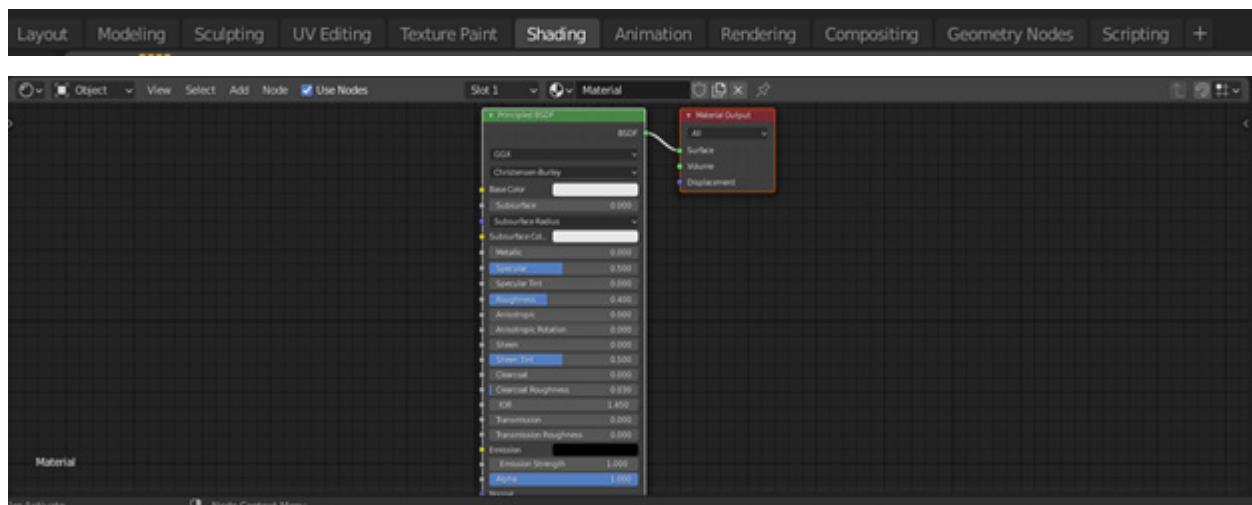 Layout Modeling Sculpting UV Editing Texture Paint Shading Animation Rendering Compositing Geometry Nodes Scripting +
Object View Select Add Node Use Nodes Slot 1 Material
Principled BSDF
BSDF
GGX
Christensen-Burley
Base Color
Subsurface 0.000
Subsurface Radius
Subsurface Col..
Metallic 0.000
Specular 0.500
Specular Tint 0.000
Roughness 0.400
Anisotropic 0.000
Anisotropic Rotation 0.000
Sheen 0.000
Sheen Tint 0.500
Clearcoat 0.000
Clearcoat Roughness 0.030
IOR 1.450
Transmission 0.000
Transmission Roughness 0.000
Emission
Emission Strength 1.000
Alpha 1.000
Normal
Material Output
All
Surface
Volume
Displacement
Material
Node Context Menu